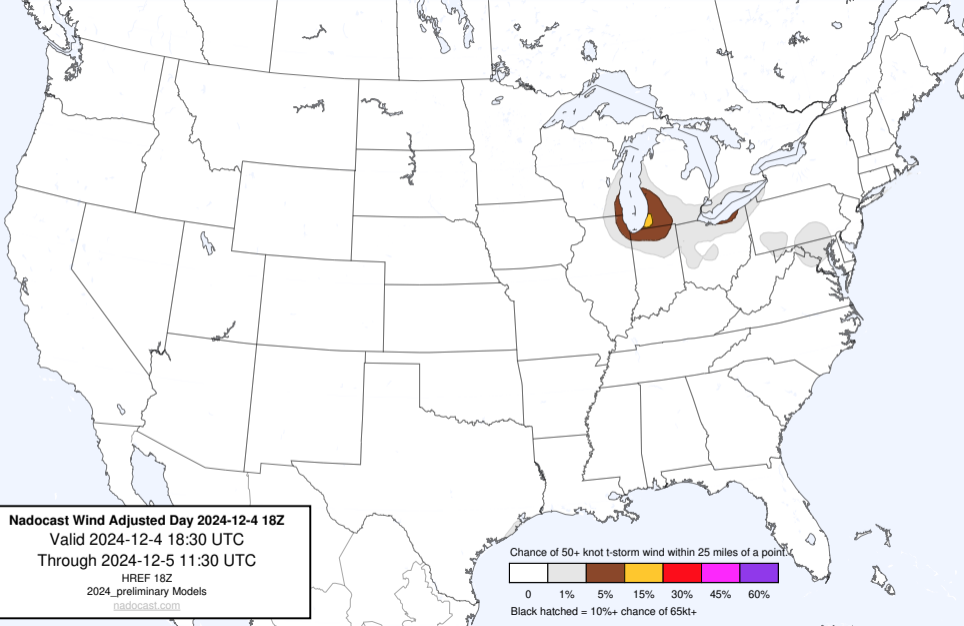 Nadocast Wind Adjusted Day 2024-12-4 18Z
Valid 2024-12-4 18:30 UTC
Through 2024-12-5 11:30 UTC
HREF 18Z
2024_preliminary Models
nadocast.com
Chance of 50+ knot t-storm wind within 25 miles of a point.
0 1% 5% 15% 30% 45% 60%
Black hatched = 10%+ chance of 65kt+